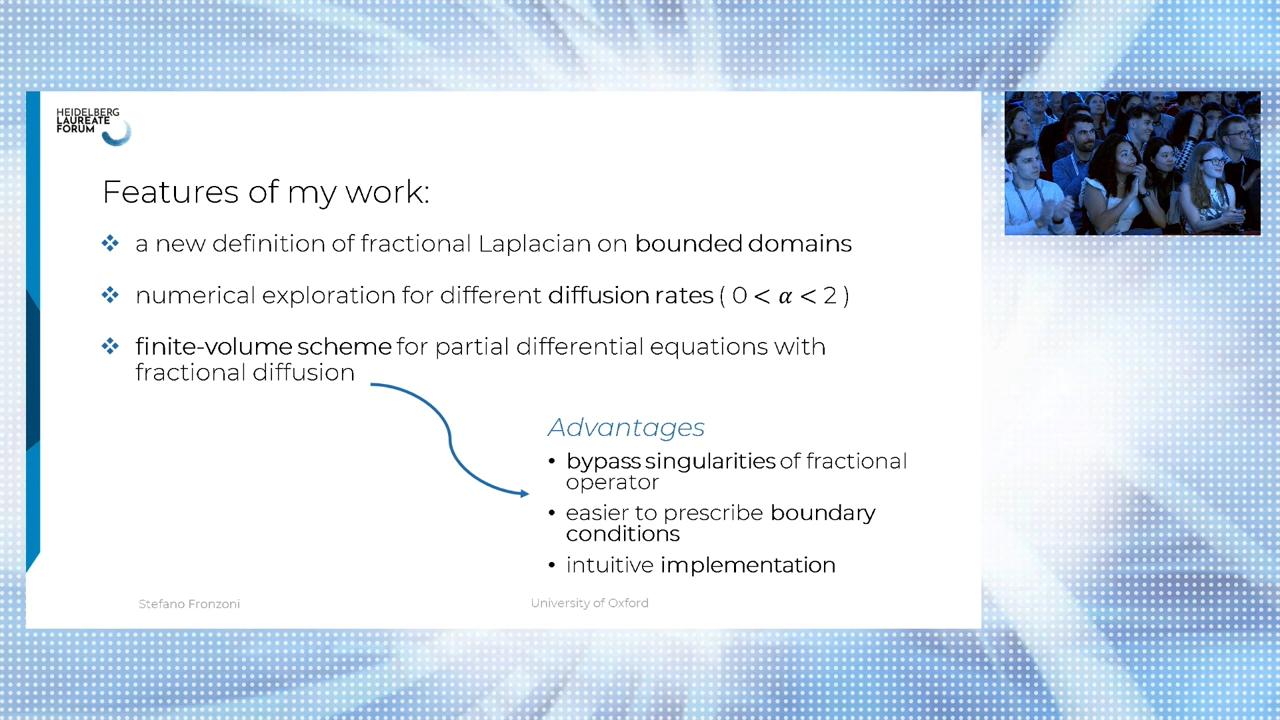 HEIDELBERG
LAUREATE
FORUM
Features of my work:
a new definition of fractional Laplacian on bounded domains
numerical exploration for different diffusion rates ( 0 < α < 2 )
finite-volume scheme for partial differential equations with
fractional diffusion
Advantages
• bypass singularities of fractional
operator
• easier to prescribe boundary
conditions
• intuitive implementation
Stefano Fronzoni
University of Oxford